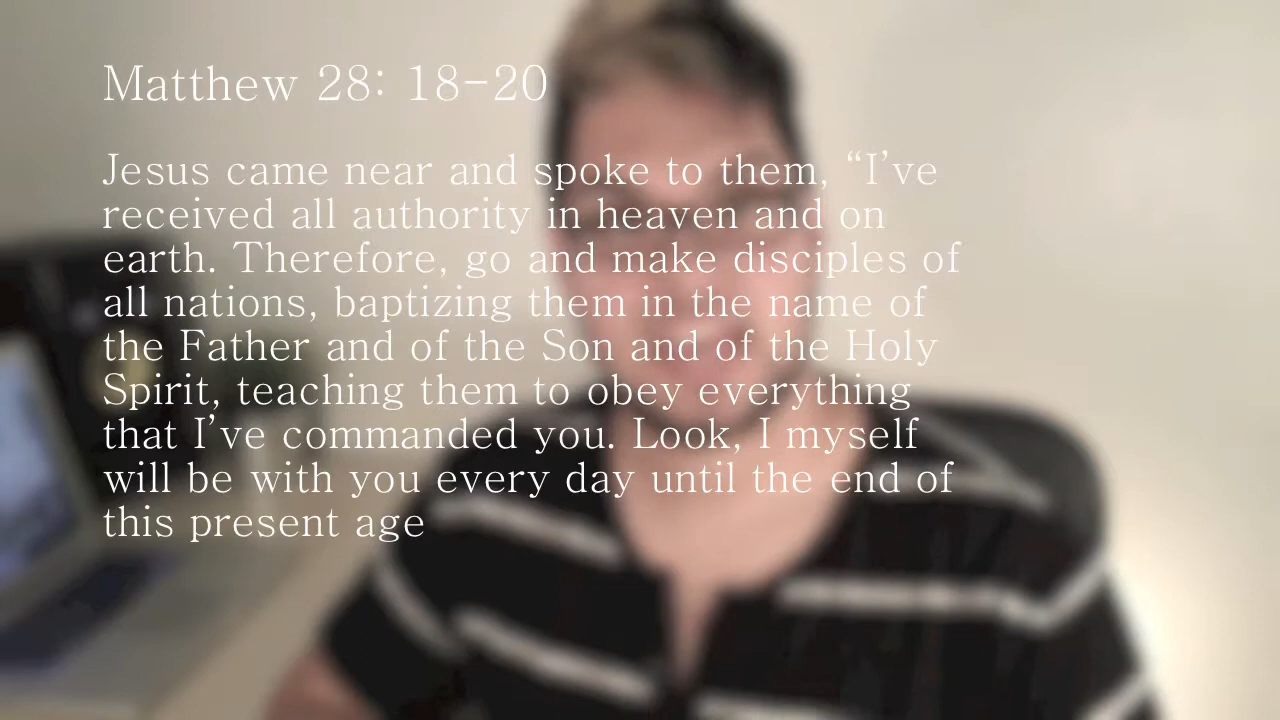 Matthew 28: 18-20
Jesus came near and spoke to them, “I’ve
received all authority in heaven and on
earth. Therefore, go and make disciples of
all nations, baptizing them in the name of
the Father and of the Son and of the Holy
Spirit, teaching them to obey everything
that I’ve commanded you. Look, I myself
will be with you every day until the end of
this present age